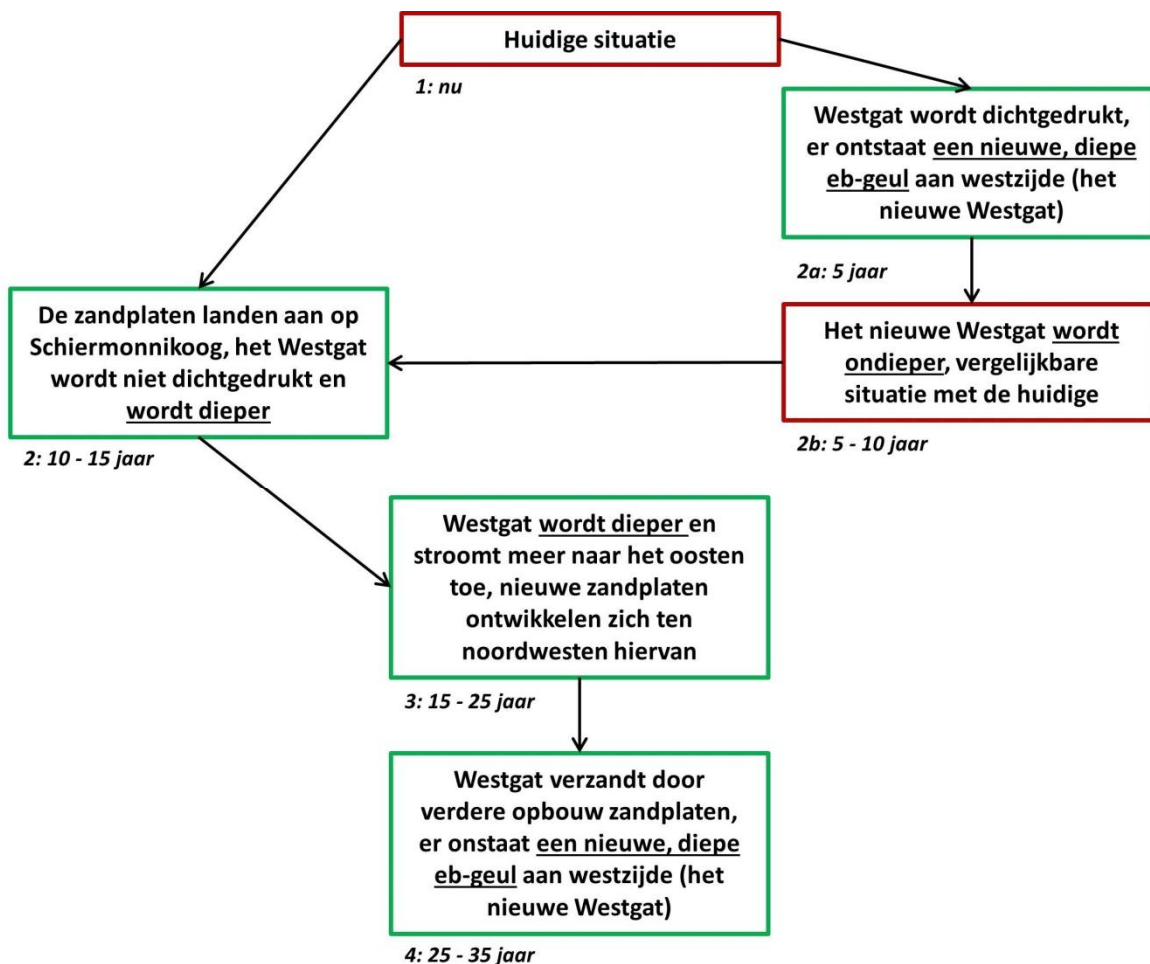 Huidige situatie
1: nu
Westgat wordt dichtgedrukt,
er ontstaat een nieuwe, diepe
eb-geul aan westzijde (het
nieuwe Westgat)
2a: 5 jaar
De zandplaten landen aan op
Schiermonnikoog, het Westgat
wordt niet dichtgedrukt en
wordt dieper
2: 10 - 15 jaar
Het nieuwe Westgat wordt
ondieper, vergelijkbare
situatie met de huidige
2b: 5 - 10 jaar
Westgat wordt dieper en
stroomt meer naar het oosten
toe, nieuwe zandplaten
ontwikkelen zich ten
noordwesten hiervan
3: 15 - 25 jaar
Westgat verzandt door
verdere opbouw zandplaten,
er onstaat een nieuwe, diepe
eb-geul aan westzijde (het
nieuwe Westgat)
4: 25 - 35 jaar